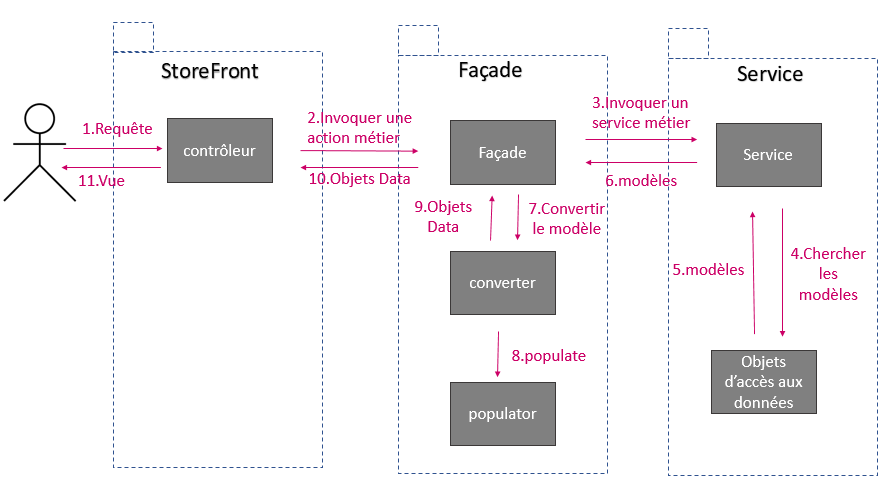 StoreFront
Façade
Service
1.Requête
contrôleur
11.Vue
2.Invoquer une
action métier
10.Objets Data
Façade
3.Invoquer un
service métier
6.modèles
Service
9.Objets
Data
7.Convertir
le modèle
converter
8.populate
populator
5.modèles
4.Chercher
les
modèles
Objets
d'accès aux
données